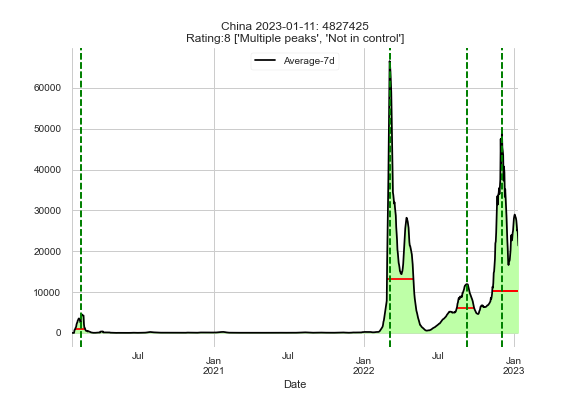 China 2023-01-11: 4827425
Rating:8 ['Multiple peaks', 'Not in control']
Average-7d
60000
50000
40000
30000
20000
10000
0
Jul
Jan
2021
Jul
Jan
2022
Jul
Jan
2023
Date